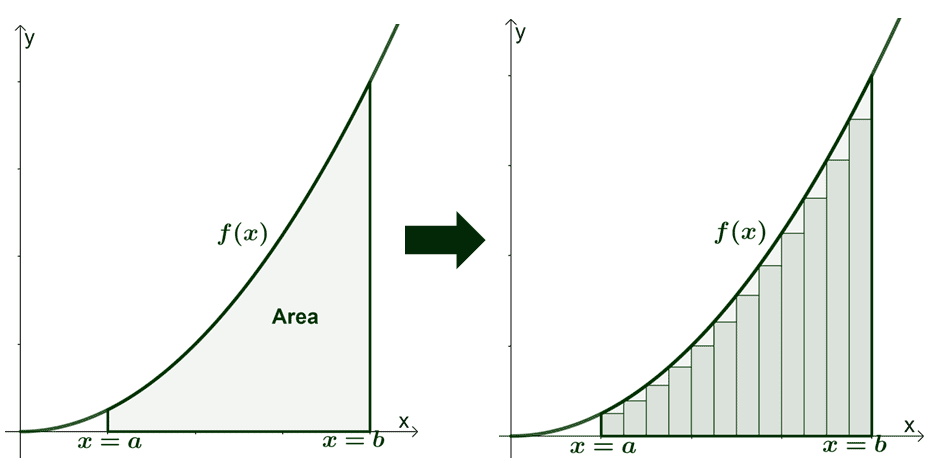 y
f(x)
Area
x
x = a
x = b
y
f(x)
x
x = a
x = b